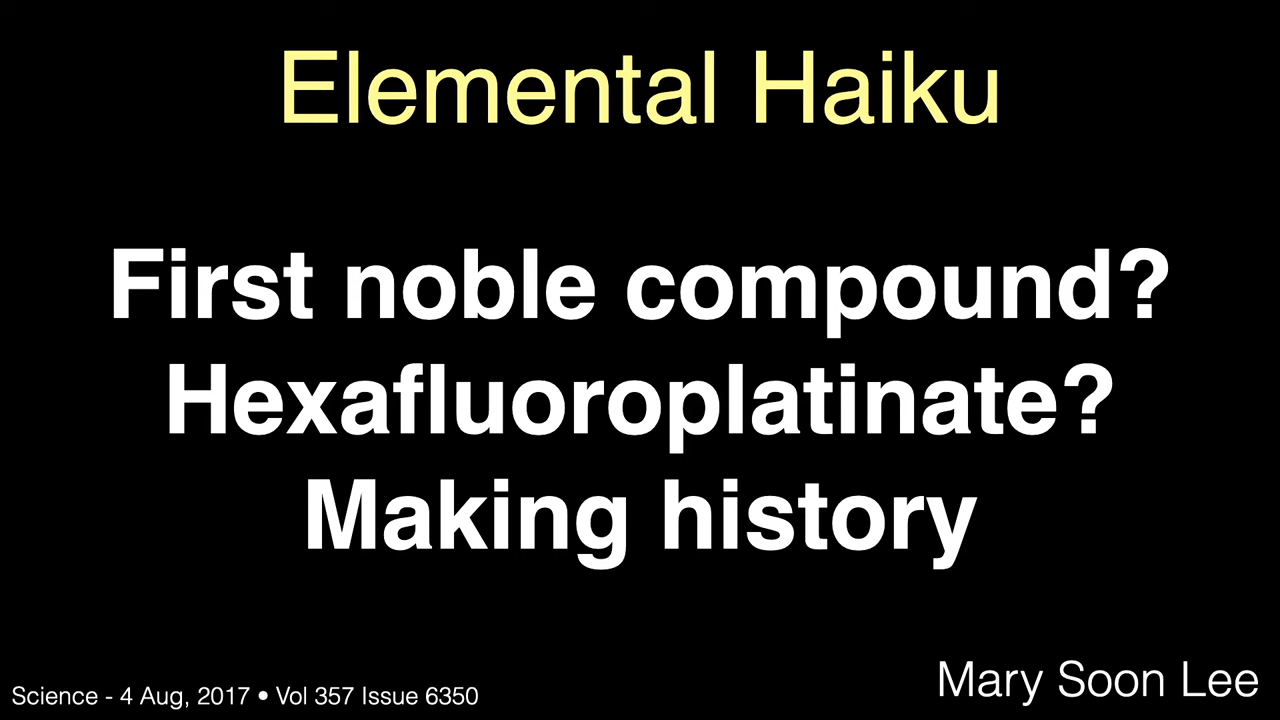 Elemental Haiku
First noble compound?
Hexafluoroplatinate?
Making history
Mary Soon Lee
Science - 4 Aug, 2017 • Vol 357 Issue 6350